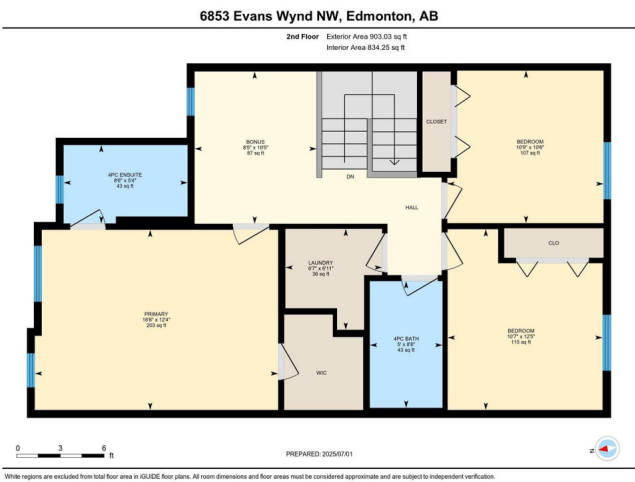 6853 Evans Wynd NW, Edmonton, AB
2nd Floor Exterior Area 903.03 sq ft
Interior Area 834.25 sq ft
BONUS
8'5" x 10'5"
87 sq ft
CLOSET
BEDROOM
10'9" x 10'6"
107 sq ft
4PC ENSUITE
8'6" x 5'4"
43 sq ft
DN
HALL
CLO
LAUNDRY
6'7" x 6'11"
36 sq ft
PRIMARY
16'8" x 12'4"
203 sq ft
BEDROOM
10'7" x 12'5"
115 sq ft
4PC BATH
5' x 8'8"
43 sq ft
WIC
0 3 6
ft
PREPARED: 2025/07/01
N
White regions are excluded from total floor area in iGUIDE floor plans. All room dimensions and floor areas must be considered approximate and are subject to independent verification.